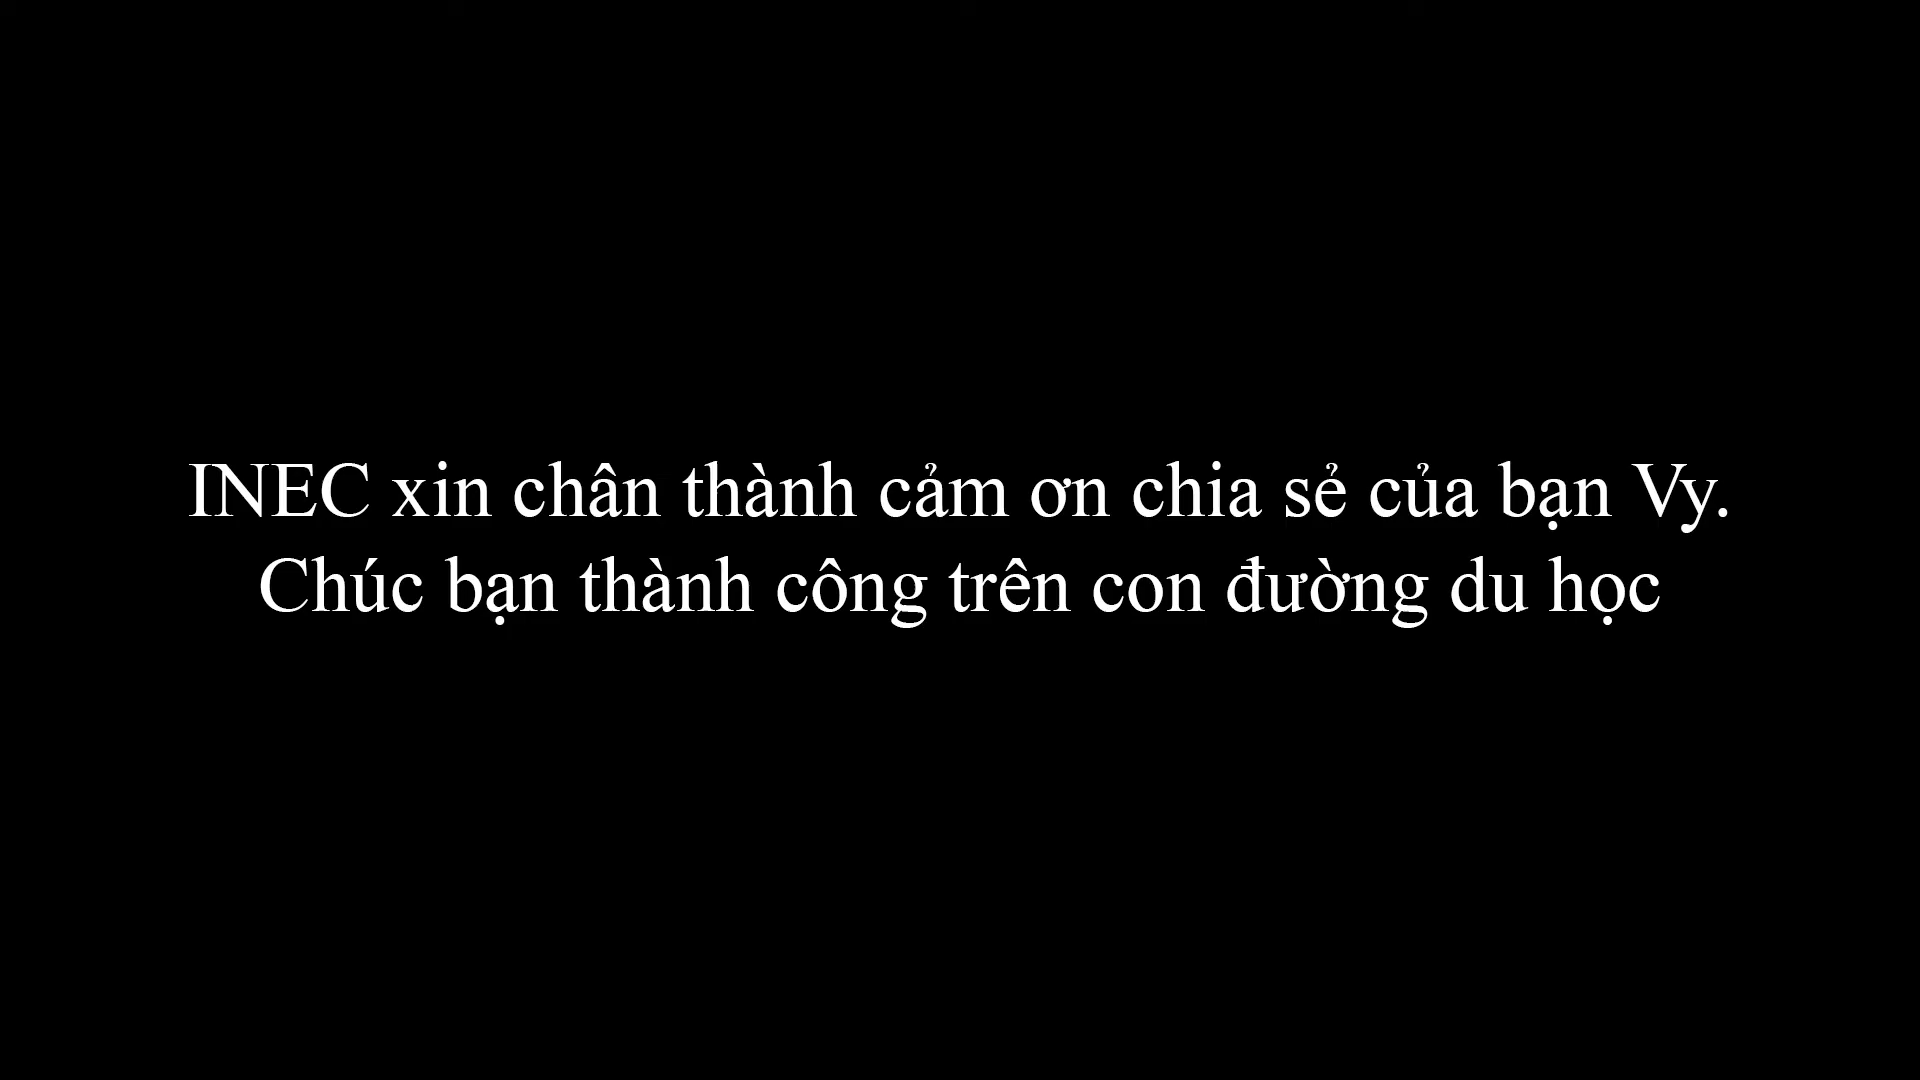 INEC xin chân thành cảm ơn chia sẻ của bạn Vy.
Chúc bạn thành công trên con đường du học